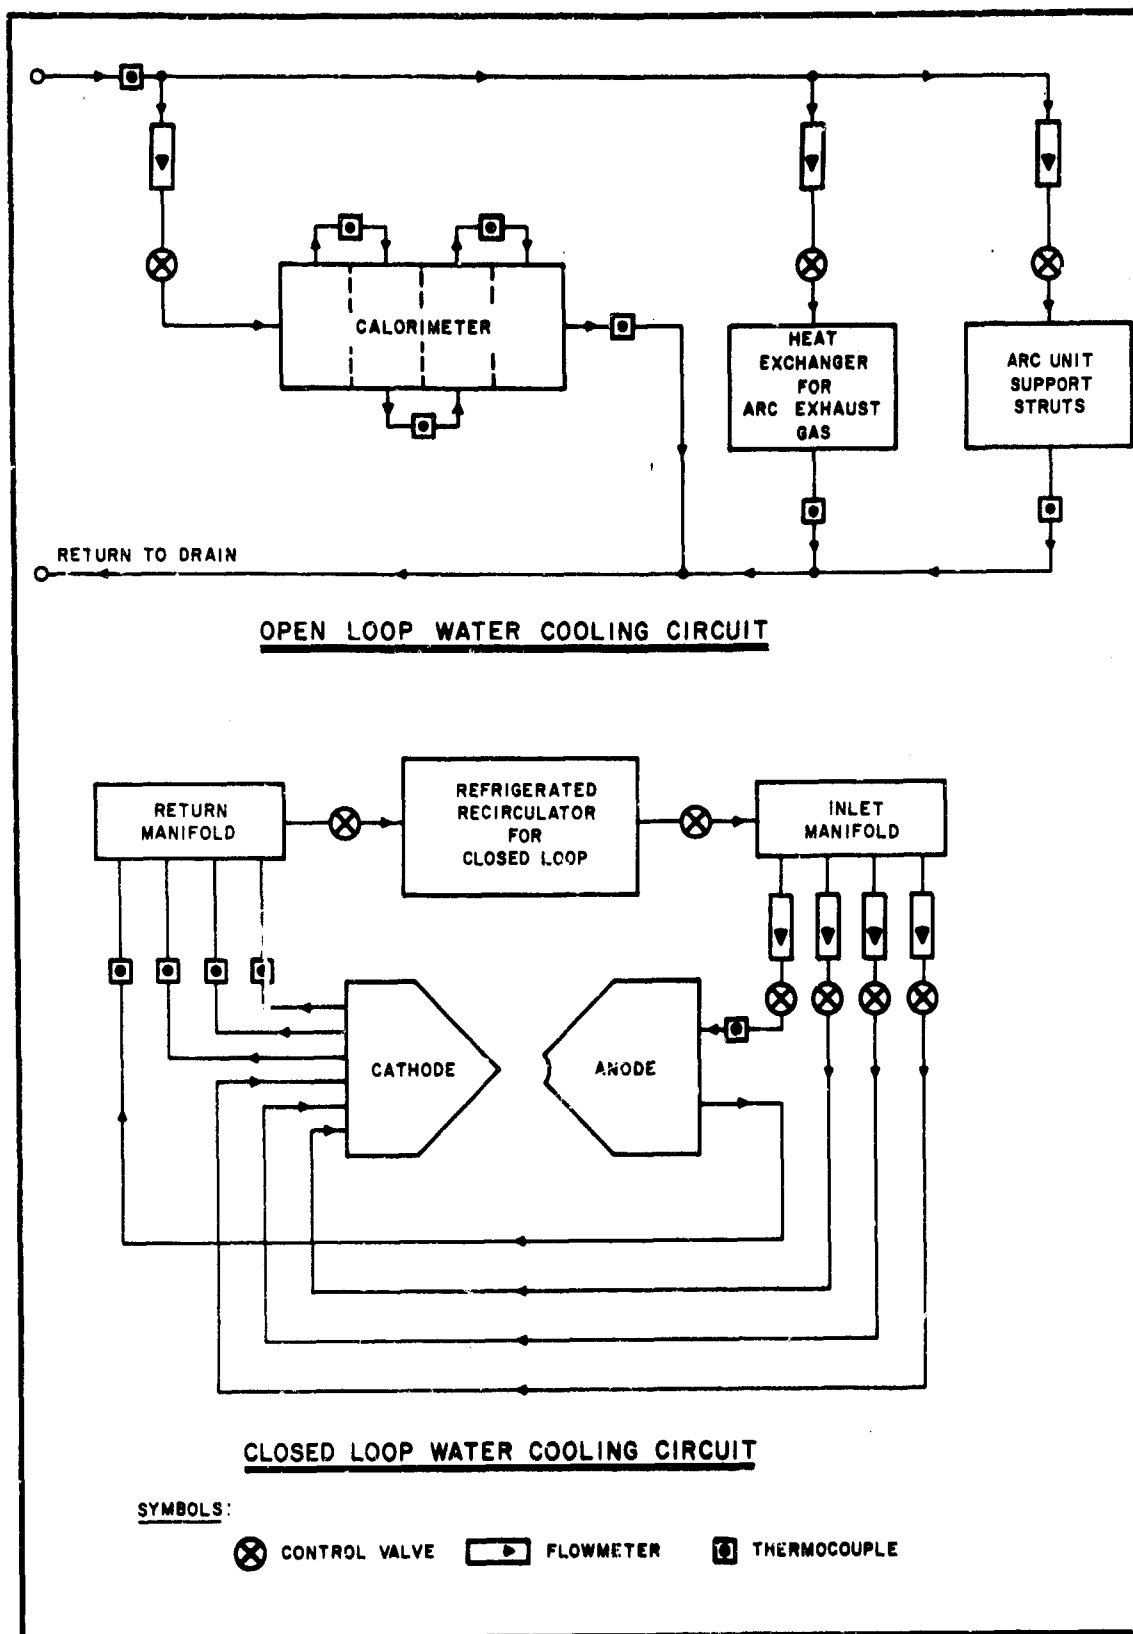 CALORIMETER
HEAT
EXCHANGER
FOR
ARC EXHAUST
GAS
ARC UNIT
SUPPORT
STRUTS
RETURN TO DRAIN
OPEN LOOP WATER COOLING CIRCUIT
RETURN
MANIFOLD
REFRIGERATED
RECIRCULATOR
FOR
CLOSED LOOP
INLET
MANIFOLD
CATHODE
ANODE
CLOSED LOOP WATER COOLING CIRCUIT
SYMBOLS:
CONTROL VALVE
FLOWMETER
THERMOCOUPLE